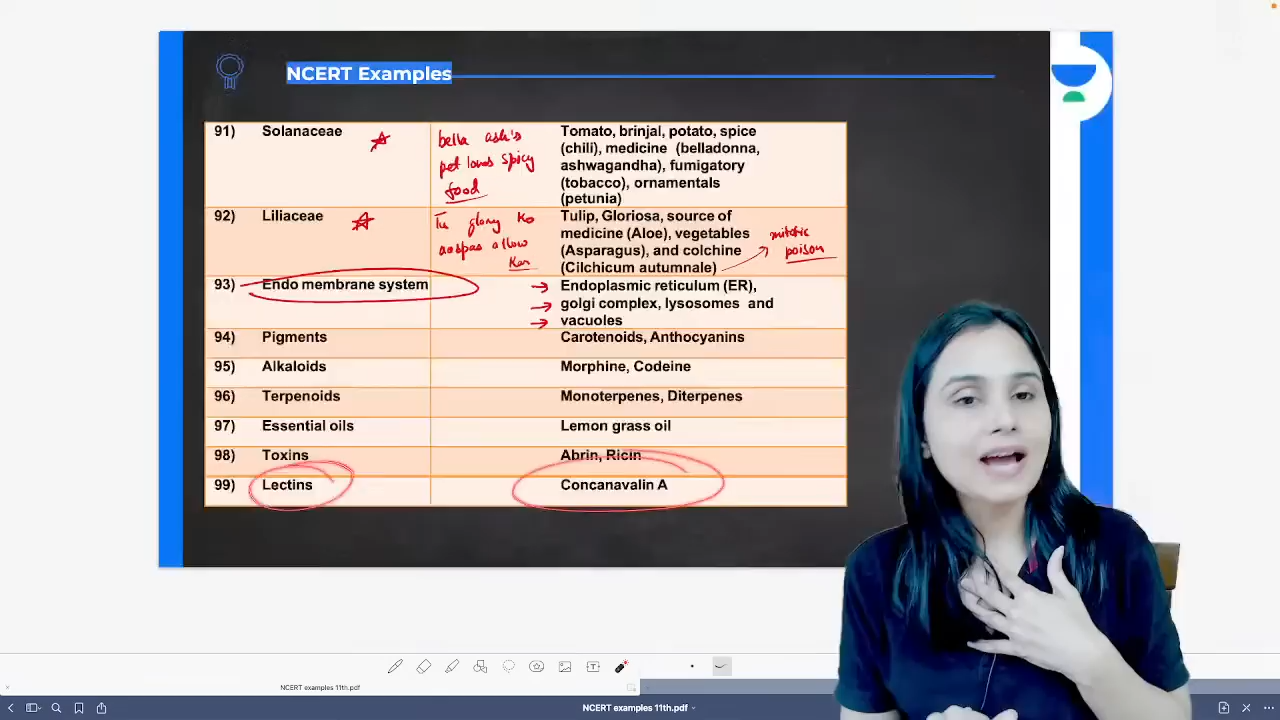 NCERT Examples
91) Solanaceae
bella ash's
pet loves spicy
food
Tomato, brinjal, potato, spice
(chili), medicine (belladonna,
ashwagandha), fumigatory
(tobacco), ornamentals
(petunia)
92) Liliaceae
glory ko
allow
Kar
Tulip, Gloriosa, source of
medicine (Aloe), vegetables
(Asparagus), and colchine
(Cilchicum autumnale)
mitotic
poison
93) Endo membrane system
Endoplasmic reticulum (ER),
golgi complex, lysosomes and
vacuoles
94) Pigments
Carotenoids, Anthocyanins
95) Alkaloids
Morphine, Codeine
96) Terpenoids
Monoterpenes, Diterpenes
97) Essential oils
Lemon grass oil
98) Toxins
Abrin, Ricin
99) Lectins
Concanavalin A
NCERT examples 11th.pdf
NCERT examples 11th.pdf